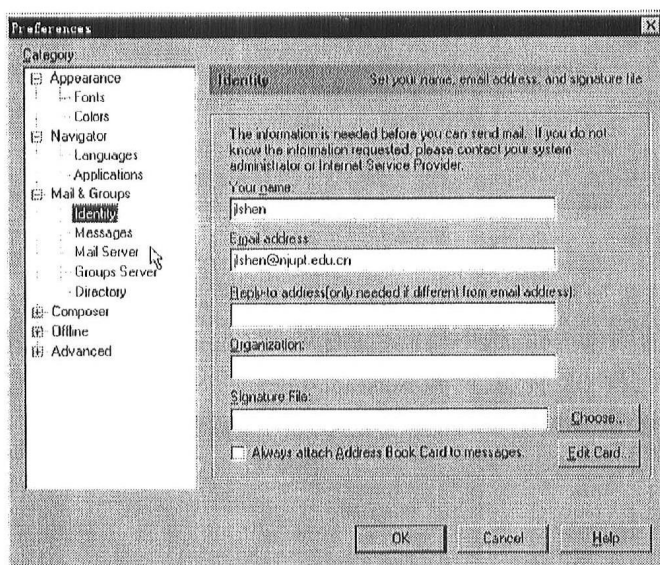 Preferences
Category
Appearance
Fonts
Colors
Navigator
Languages
Applications
Mail & Groups
Identity
Messages
Mail Server
Groups Server
Directory
Composer
Offline
Advanced
Identity Set your name, email address, and signature file
The information is needed before you can send mail. If you do not
know the information requested, please contact your system
administrator or Internet Service Provider.
Your name:
jlshen
Email address:
jlshen@njupt.edu.cn
Reply-to address(only needed if different from email address):
Organization:
Signature File:
Choose...
Always attach Address Book Card to messages.
Edit Card...
OK Cancel Help